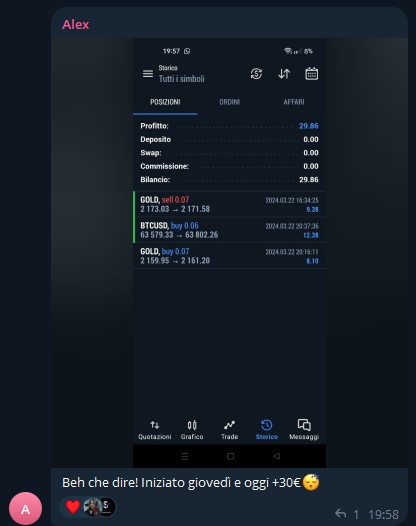 Alex
19:57 8%
Storico
Tutti i simboli
POSIZIONI ORDINI AFFARI
Profitto: 29.86
Deposito 0.00
Swap: 0.00
Commissione: 0.00
Bilancio: 29.86
GOLD, sell 0.07 2024.03.22 16:34:25
2 173.03 → 2 171.58 9.38
BTCUSD, buy 0.06 2024.03.22 20:37:36
63 579.33 → 63 802.26 12.38
GOLD, buy 0.07 2024.03.22 20:16:11
2 159.95 → 2 161.20 8.10
Quotazioni Grafico Trade Storico Messaggi
Beh che dire! Iniziato giovedì e oggi +30€😴
A
1 19:58